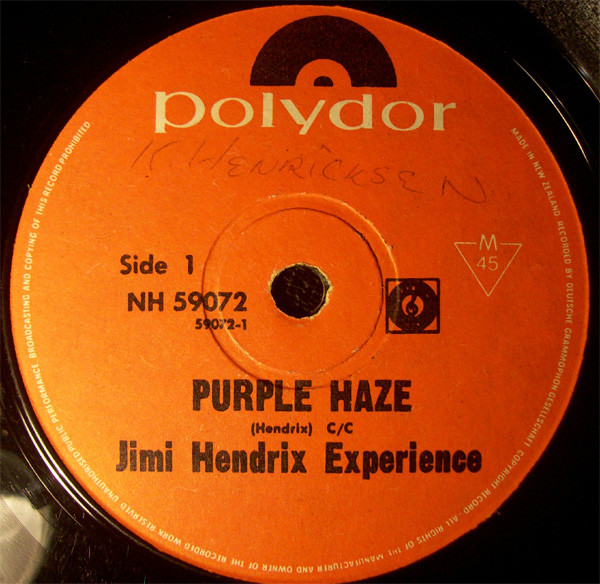 polydor
K. HENRICKSEN
Side 1
NH 59072
59072-1
M
45
PURPLE HAZE
(Hendrix) C/C
Jimi Hendrix Experience
MADE IN NEW ZEALAND RECORDED BY DEUTSCHE GRAMMOPHON GESELLSCHAFT. COPYRIGHT RECORD - ALL RIGHTS OF THE MANUFACTURER AND OWNER OF THE RECORDED WORK RESERVED UNAUTHORISED PUBLIC PERFORMANCE BROADCASTING AND COPYING OF THIS RECORD PROHIBITED